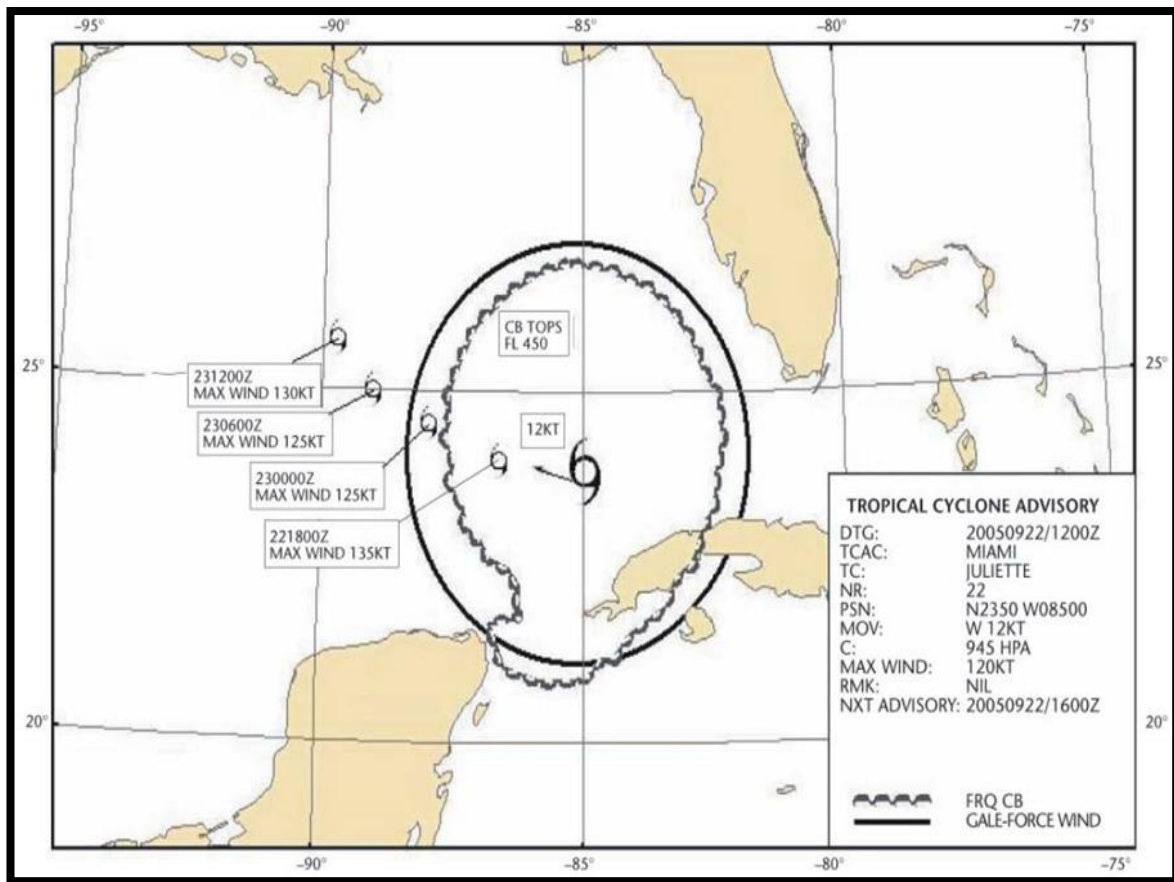 -95°
-90°
-85°
-80°
-75°
CB TOPS
FL 450
25°
25°
231200Z
MAX WIND 130KT
230600Z
MAX WIND 125KT
12KT
230000Z
MAX WIND 125KT
221800Z
MAX WIND 135KT
TROPICAL CYCLONE ADVISORY
DTG: 20050922/1200Z
TCAC: MIAMI
TC: JULIETTE
NR: 22
PSN: N2350 W08500
MOV: W 12KT
C: 945 HPA
MAX WIND: 120KT
RMK: NIL
NXT ADVISORY: 20050922/1600Z
20°
20°
FRQ CB
GALE-FORCE WIND
-90°
-85°
-80°
-75°